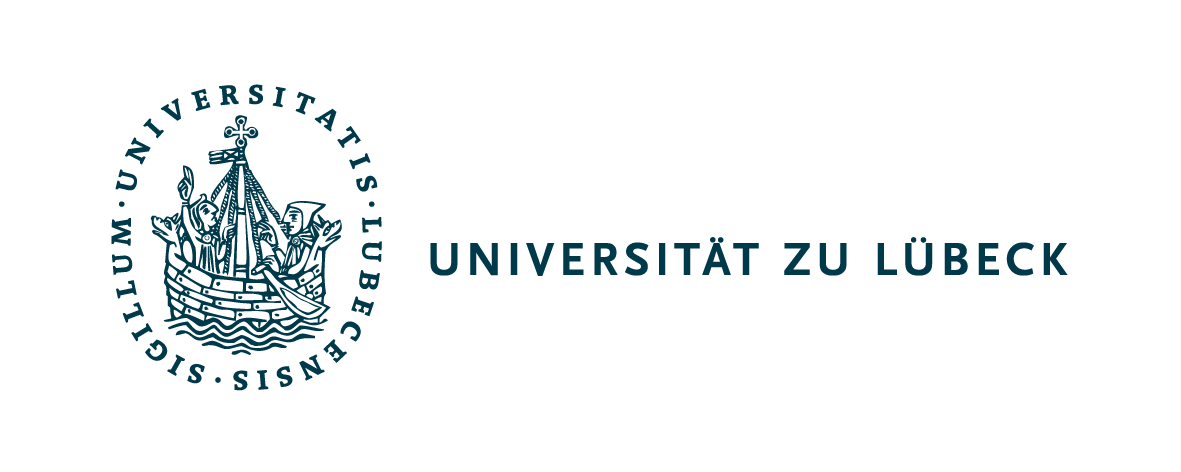 SIGILLUM · UNIVERSITATIS · LUBECENSIS ·
UNIVERSITÄT ZU LÜBECK